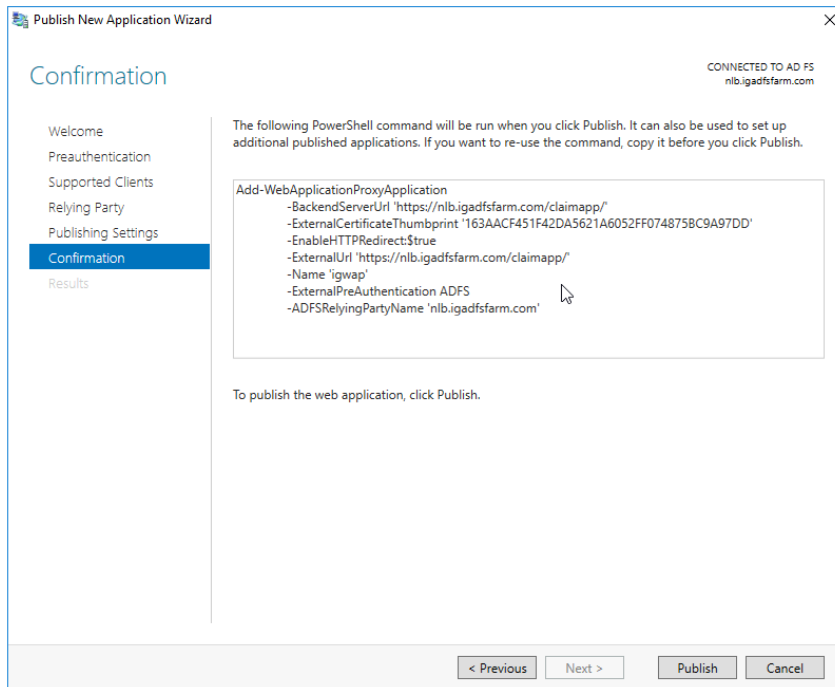 Publish New Application Wizard
Confirmation
CONNECTED TO AD FS
nlb.igadfsfarm.com
Welcome
Preauthentication
Supported Clients
Relying Party
Publishing Settings
Confirmation
Results
The following PowerShell command will be run when you click Publish. It can also be used to set up
additional published applications. If you want to re-use the command, copy it before you click Publish.
Add-WebApplicationProxyApplication
-BackendServerUrl 'https://nlb.igadfsfarm.com/claimapp/'
-ExternalCertificateThumbprint '163AACF451F42DA5621A6052FF074875BC9A97DD'
-EnableHTTPRedirect:$true
-ExternalUrl 'https://nlb.igadfsfarm.com/claimapp/'
-Name 'igwap'
-ExternalPreAuthentication ADFS
-ADFSRelyingPartyName 'nlb.igadfsfarm.com'
To publish the web application, click Publish.
< Previous
Next >
Publish
Cancel